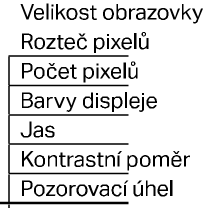 Velikost obrazovky
Rozteč pixelů
Počet pixelů
Barvy displeje
Jas
Kontrastní poměr
Pozorovací úhel